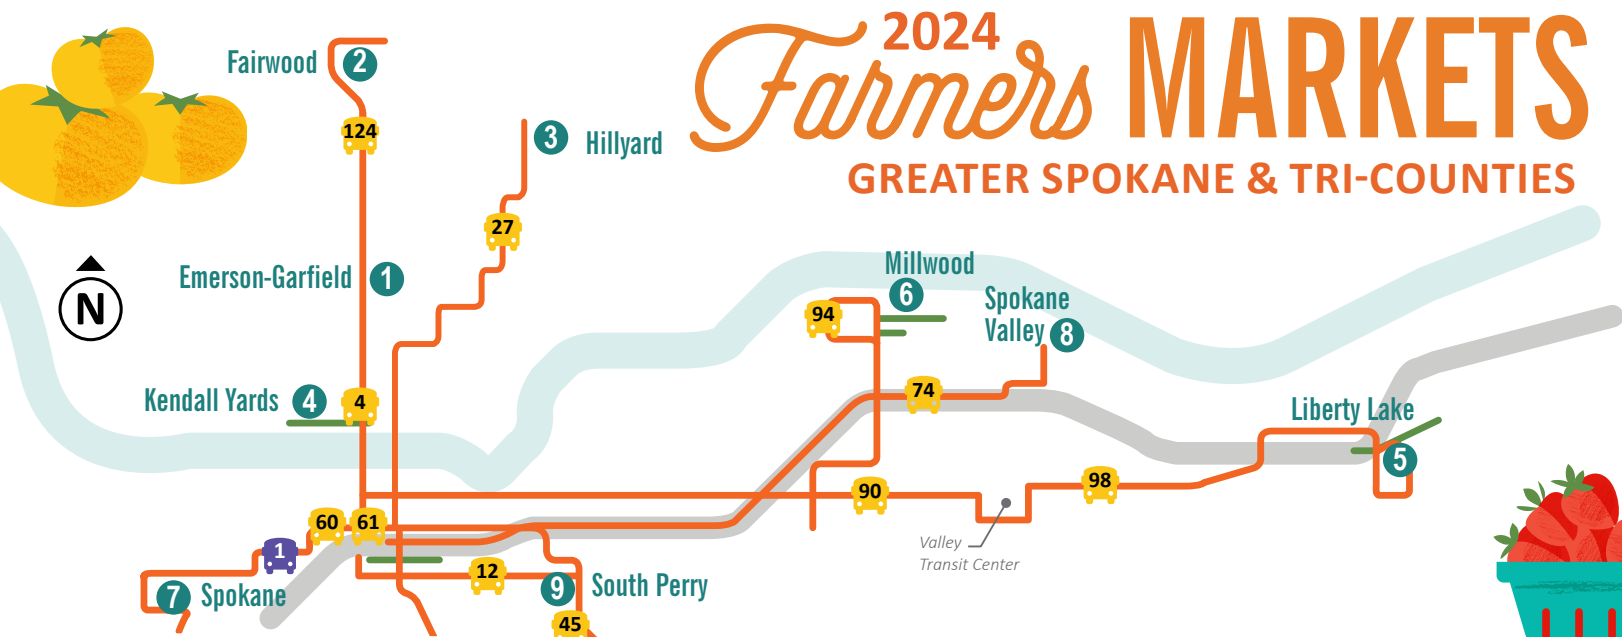 2024
Farmers MARKETS
GREATER SPOKANE & TRI-COUNTIES
Fairwood 2
124
3 Hillyard
27
N
Emerson-Garfield 1
Millwood
6
94
Spokane
Valley 8
74
Kendall Yards 4
4
Liberty Lake
5
90
98
60
61
1
Valley
Transit Center
12
7 Spokane
9 South Perry
45